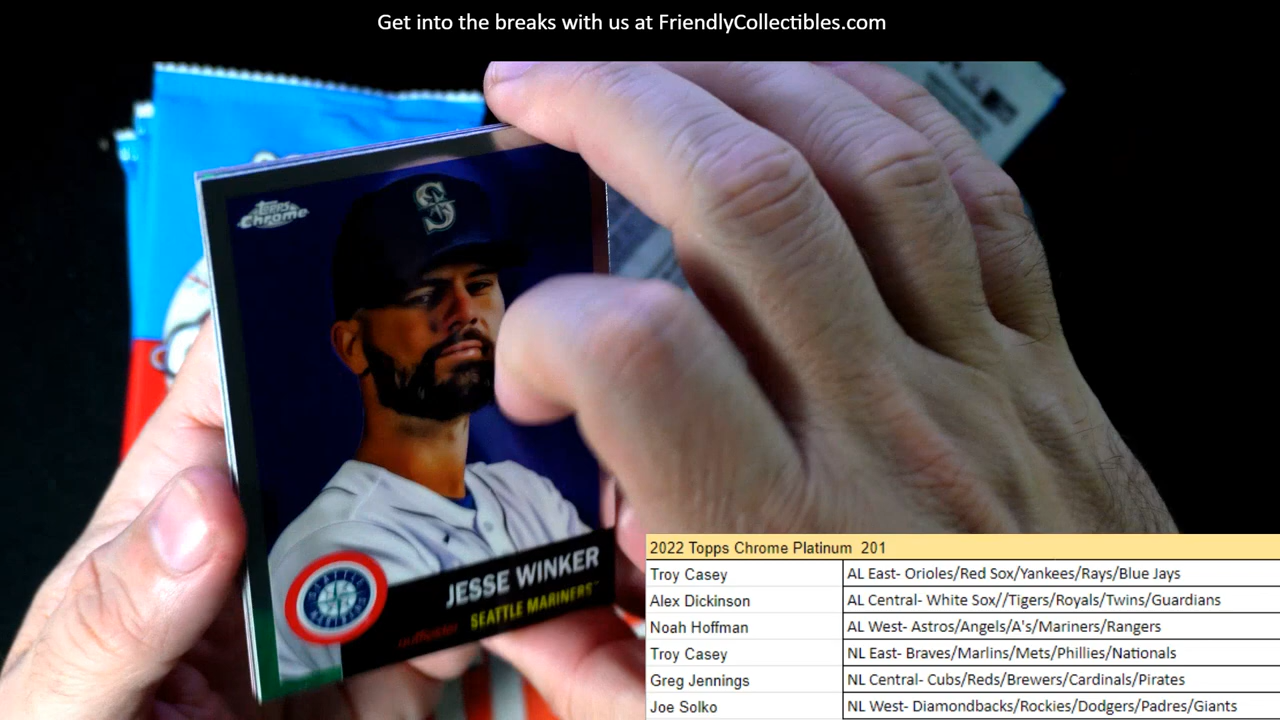 Get into the breaks with us at FriendlyCollectibles.com
Topps
Chrome
S
JESSE WINKER
outfielder SEATTLE MARINERS™
2022 Topps Chrome Platinum 201
Troy Casey AL East- Orioles/Red Sox/Yankees/Rays/Blue Jays
Alex Dickinson AL Central- White Sox//Tigers/Royals/Twins/Guardians
Noah Hoffman AL West- Astros/Angels/A's/Mariners/Rangers
Troy Casey NL East- Braves/Marlins/Mets/Phillies/Nationals
Greg Jennings NL Central- Cubs/Reds/Brewers/Cardinals/Pirates
Joe Solko NL West- Diamondbacks/Rockies/Dodgers/Padres/Giants